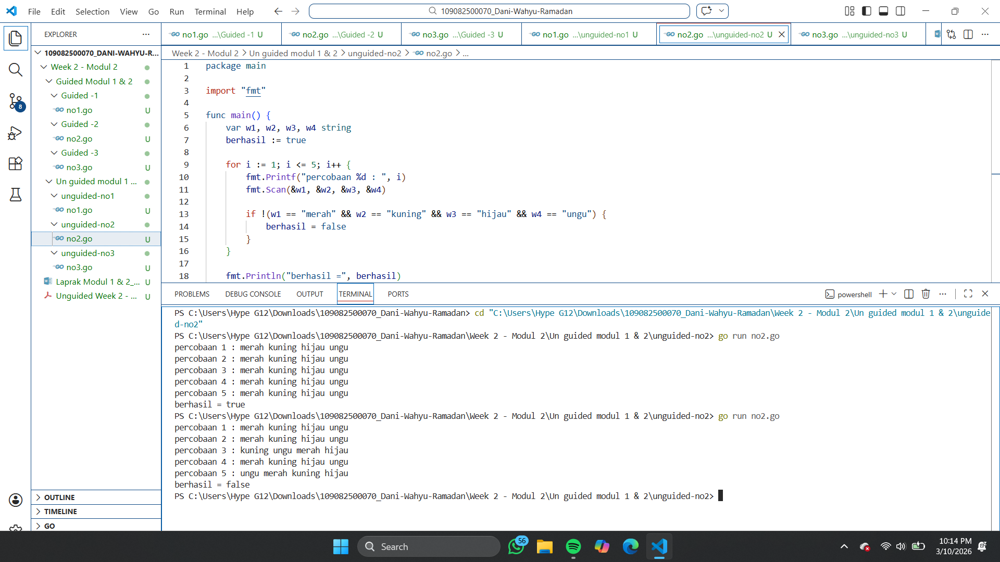 File Edit Selection View Go Run Terminal Help
109082500070_Dani-Wahyu-Ramadan
EXPLORER
109082500070_DANI-WAHYU-R...
Week 2 - Modul 2
Guided Modul 1 & 2
Guided -1
no1.go U
Guided -2
no2.go U
Guided -3
no3.go U
Un guided modul 1 ...
unguided-no1
no1.go U
unguided-no2
no2.go U
unguided-no3
no3.go U
Laprak Modul 1 & 2_... U
Unguided Week 2 - ... U
OUTLINE
TIMELINE
GO
8
no1.go ...\Guided -1 U
no2.go ...\Guided -2 U
no3.go ...\Guided -3 U
no1.go ...\unguided-no1 U
no2.go ...\unguided-no2 U
no3.go ...\unguided-no3 U
Week 2 - Modul 2 > Un guided modul 1 & 2 > unguided-no2 > no2.go > ...
1 package main
2
3 import "fmt"
4
5 func main() {
6 var w1, w2, w3, w4 string
7 berhasil := true
8
9 for i := 1; i <= 5; i++ {
10 fmt.Printf("percobaan %d : ", i)
11 fmt.Scan(&w1, &w2, &w3, &w4)
12
13 if !(w1 == "merah" && w2 == "kuning" && w3 == "hijau" && w4 == "ungu") {
14 berhasil = false
15 }
16 }
17
18 fmt.Println("berhasil =", berhasil)
PROBLEMS DEBUG CONSOLE OUTPUT TERMINAL PORTS
powershell
PS C:\Users\Hype G12\Downloads\109082500070_Dani-Wahyu-Ramadan> cd "C:\Users\Hype G12\Downloads\109082500070_Dani-Wahyu-Ramadan\Week 2 - Modul 2\Un guided modul 1 & 2\unguide
d-no2"
PS C:\Users\Hype G12\Downloads\109082500070_Dani-Wahyu-Ramadan\Week 2 - Modul 2\Un guided modul 1 & 2\unguided-no2> go run no2.go
percobaan 1 : merah kuning hijau ungu
percobaan 2 : merah kuning hijau ungu
percobaan 3 : merah kuning hijau ungu
percobaan 4 : merah kuning hijau ungu
percobaan 5 : merah kuning hijau ungu
berhasil = true
PS C:\Users\Hype G12\Downloads\109082500070_Dani-Wahyu-Ramadan\Week 2 - Modul 2\Un guided modul 1 & 2\unguided-no2> go run no2.go
percobaan 1 : merah kuning hijau ungu
percobaan 2 : merah kuning hijau ungu
percobaan 3 : kuning ungu merah hijau
percobaan 4 : merah kuning hijau ungu
percobaan 5 : ungu merah kuning hijau
berhasil = false
PS C:\Users\Hype G12\Downloads\109082500070_Dani-Wahyu-Ramadan\Week 2 - Modul 2\Un guided modul 1 & 2\unguided-no2>
Search
56
10:14 PM
3/10/2026